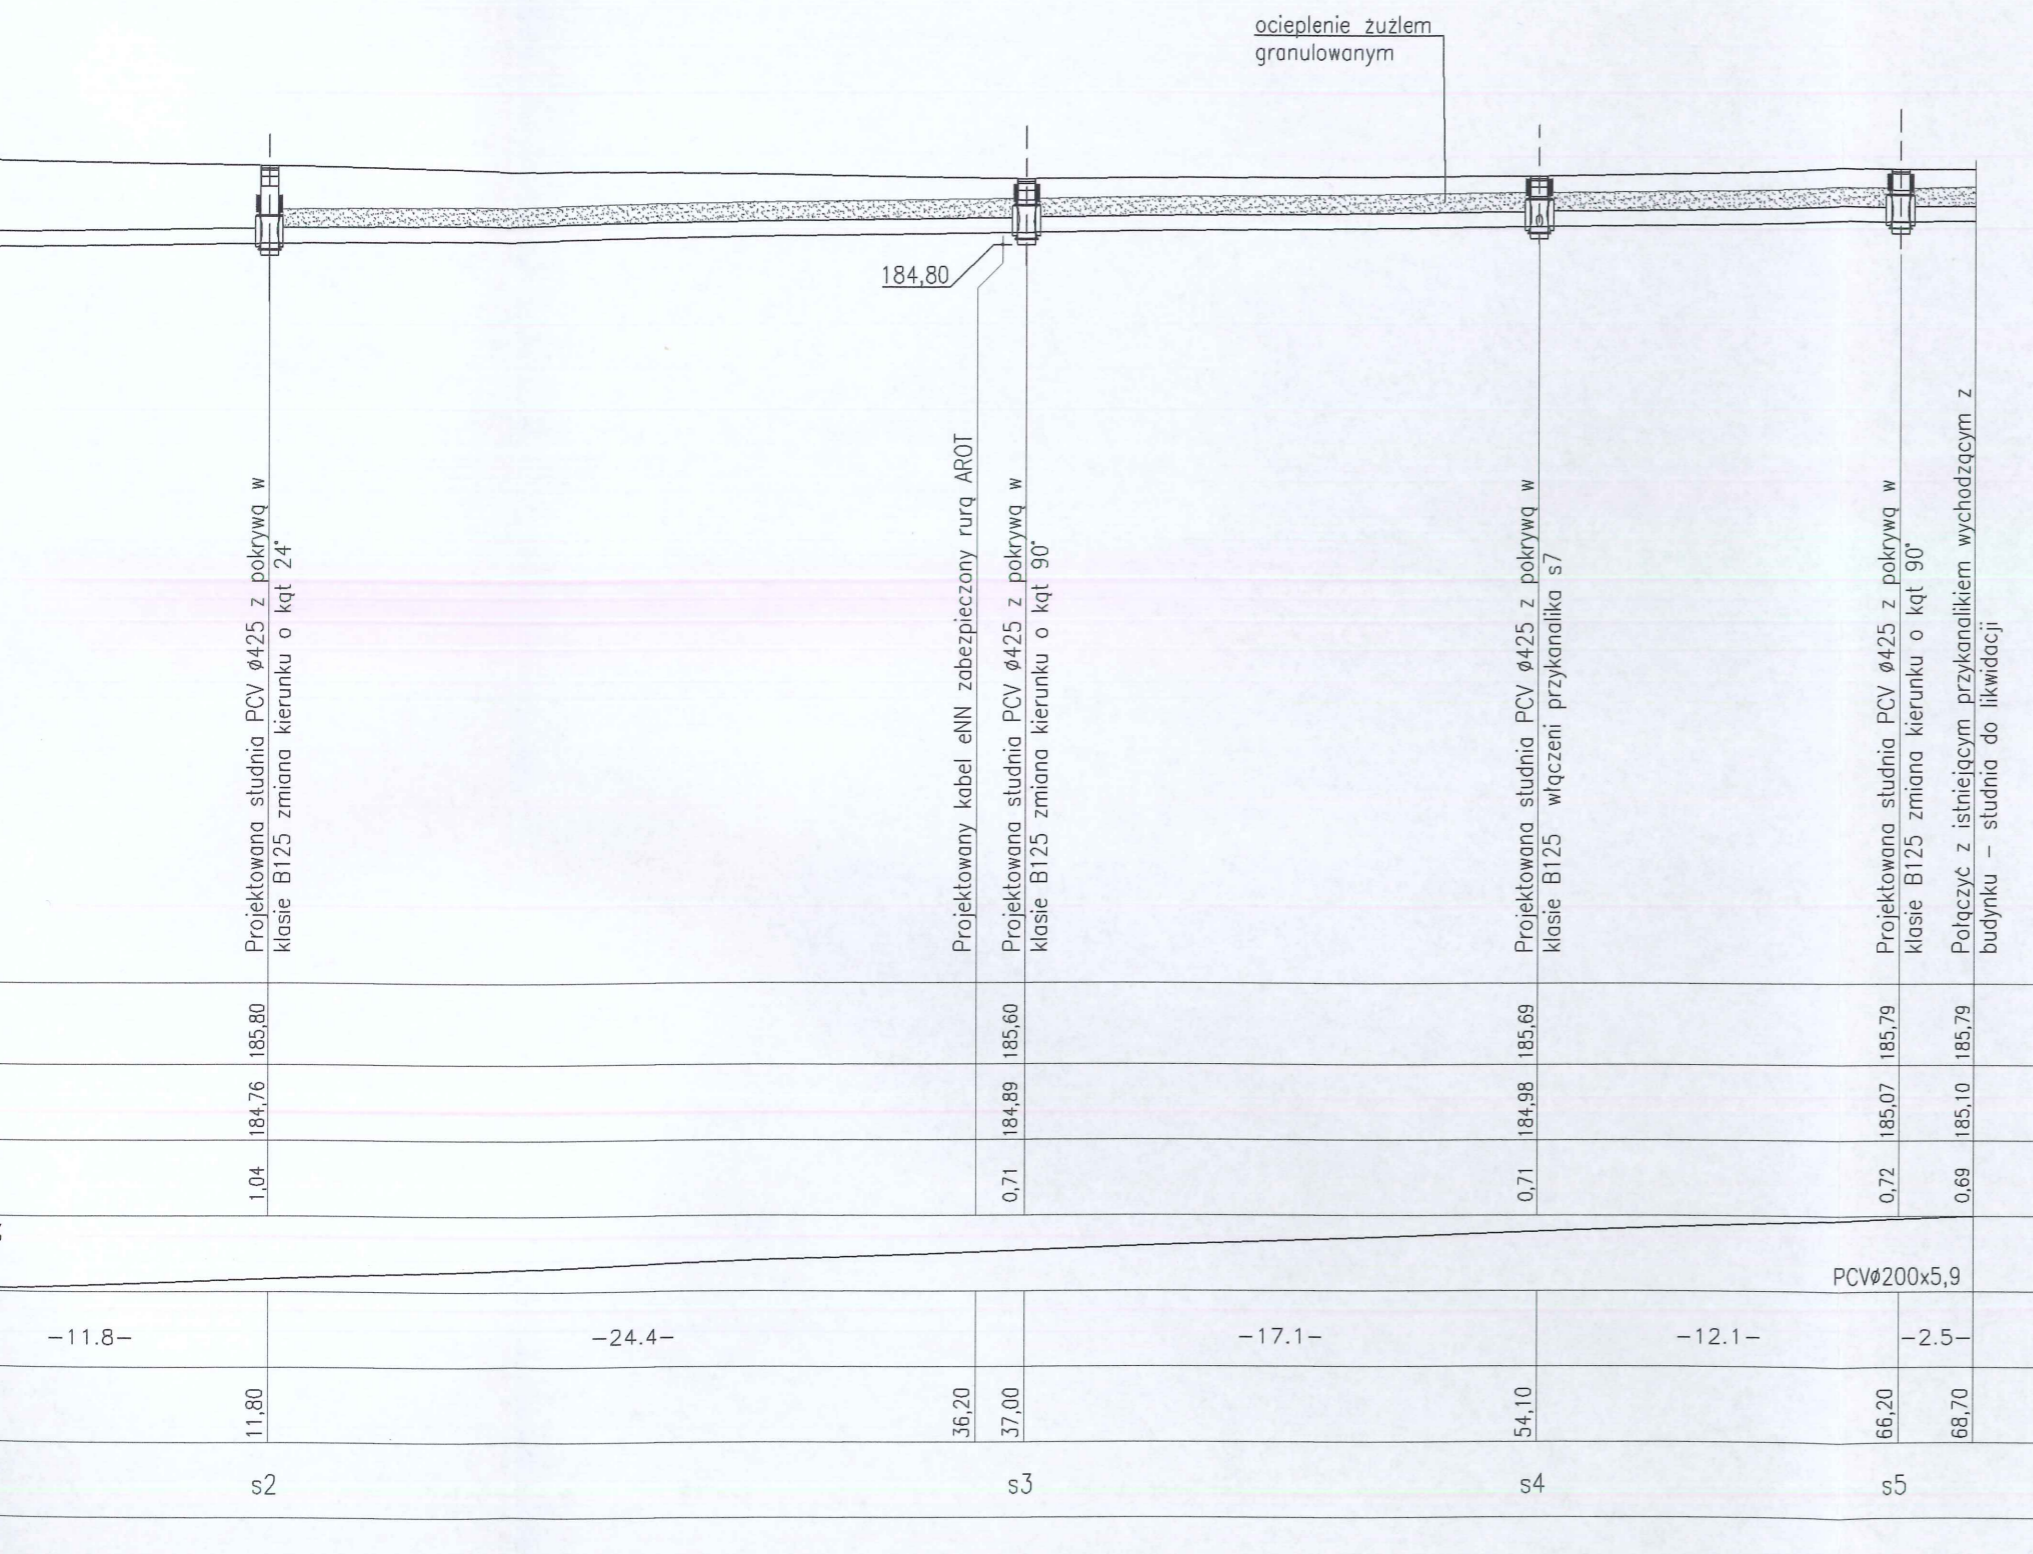 ocieplenie żużlem
granulowanym
184,80
Projektowana studnia PCV ø425 z pokrywą w
klasie B125 zmiana kierunku o kąt 24°
Projektowany kabel eNN zabezpieczony rurą AROT
Projektowana studnia PCV ø425 z pokrywą w
klasie B125 zmiana kierunku o kąt 90°
Projektowana studnia PCV ø425 z pokrywą w
klasie B125 włączeni przykanalika s7
Projektowana studnia PCV ø425 z pokrywą w
klasie B125 zmiana kierunku o kąt 90°
Połączyć z istniejącym przykanalikiem wychodzącym z
budynku – studnia do likwidacji
185,80 185,60 185,69 185,79 185,79
184,76 184,89 184,98 185,07 185,10
1,04 0,71 0,71 0,72 0,69
PCVø200x5,9
–11.8– –24.4– –17.1– –12.1– –2.5–
11,80 36,20 37,00 54,10 66,20 68,70
s2 s3 s4 s5